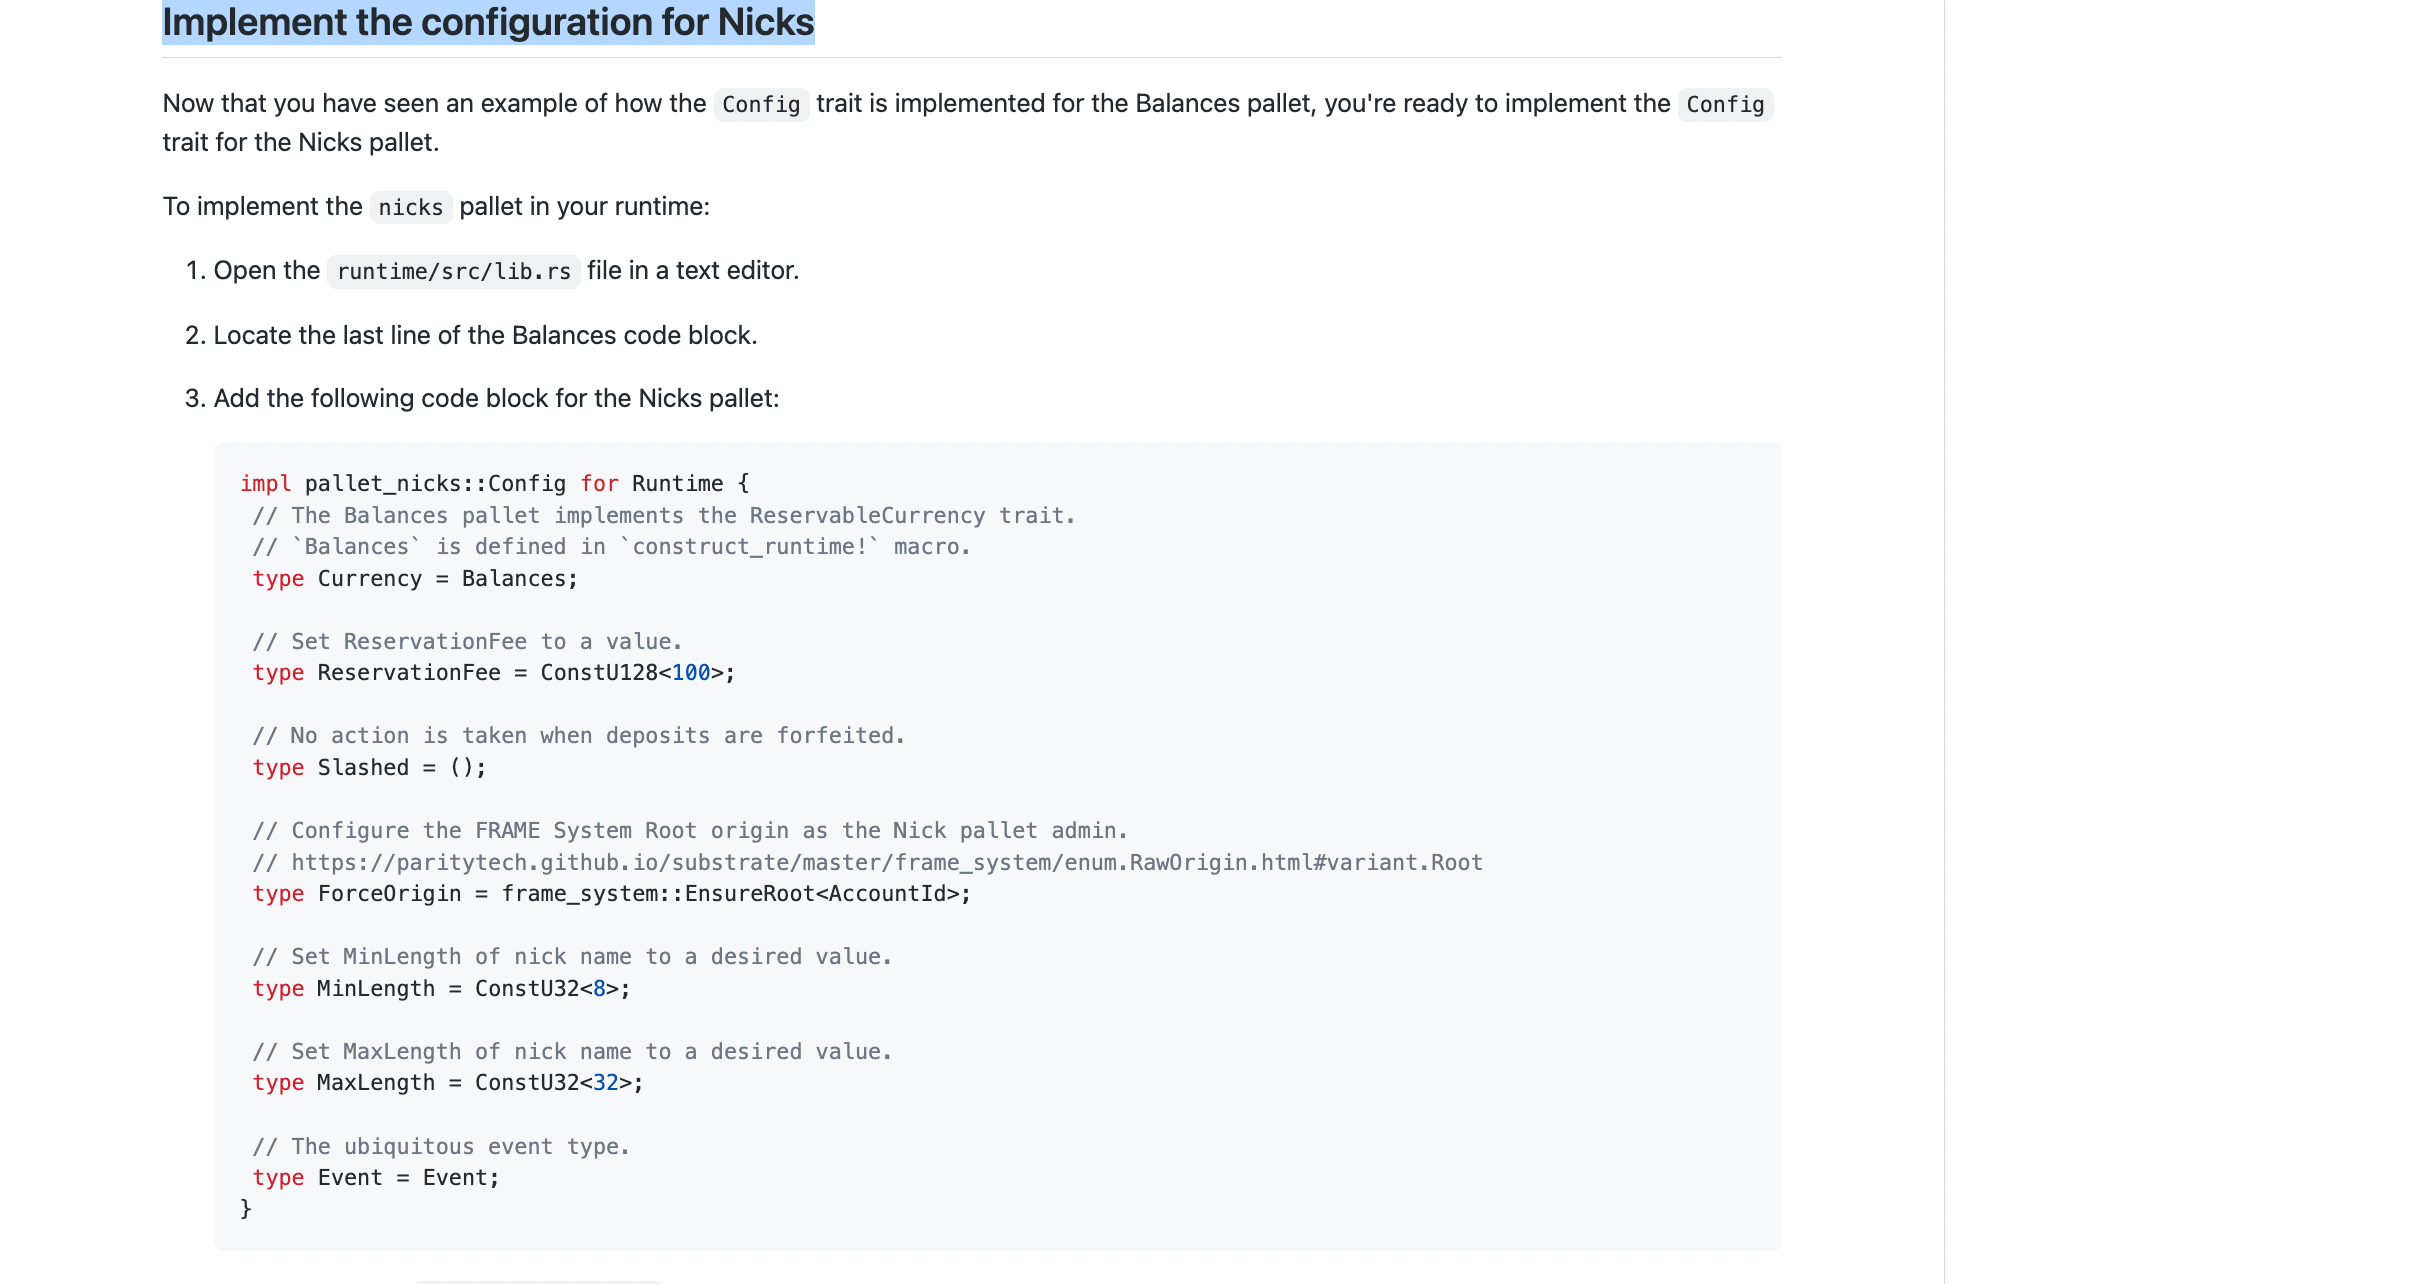 Implement the configuration for Nicks
Now that you have seen an example of how the Config trait is implemented for the Balances pallet, you're ready to implement the Config
trait for the Nicks pallet.
To implement the nicks pallet in your runtime:
1. Open the runtime/src/lib.rs file in a text editor.
2. Locate the last line of the Balances code block.
3. Add the following code block for the Nicks pallet:
impl pallet_nicks::Config for Runtime {
// The Balances pallet implements the ReservableCurrency trait.
// `Balances` is defined in `construct_runtime!` macro.
type Currency = Balances;
// Set ReservationFee to a value.
type ReservationFee = ConstU128<100>;
// No action is taken when deposits are forfeited.
type Slashed = ();
// Configure the FRAME System Root origin as the Nick pallet admin.
// https://paritytech.github.io/substrate/master/frame_system/enum.RawOrigin.html#variant.Root
type ForceOrigin = frame_system::EnsureRoot<AccountId>;
// Set MinLength of nick name to a desired value.
type MinLength = ConstU32<8>;
// Set MaxLength of nick name to a desired value.
type MaxLength = ConstU32<32>;
// The ubiquitous event type.
type Event = Event;
}